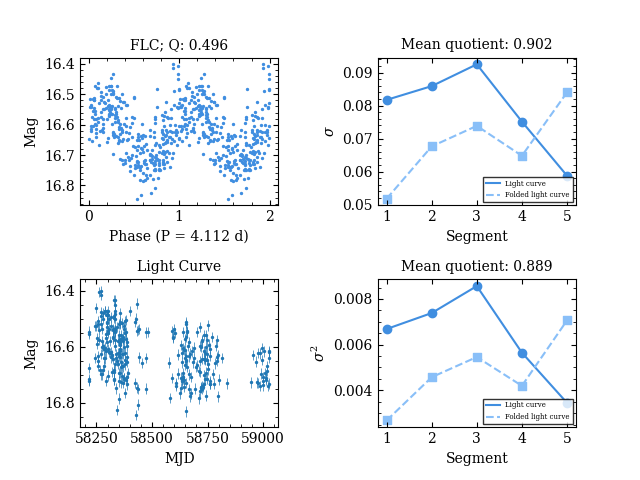 FLC; Q: 0.496
16.4
16.5
16.6
16.7
16.8
Mag
0
1
2
Phase (P = 4.112 d)
Mean quotient: 0.902
0.09
0.08
0.07
0.06
0.05
σ
1
2
3
4
5
Segment
Light curve
Folded light curve
Light Curve
16.4
16.6
16.8
Mag
58250
58500
58750
59000
MJD
Mean quotient: 0.889
0.008
0.006
0.004
σ²
1
2
3
4
5
Segment
Light curve
Folded light curve